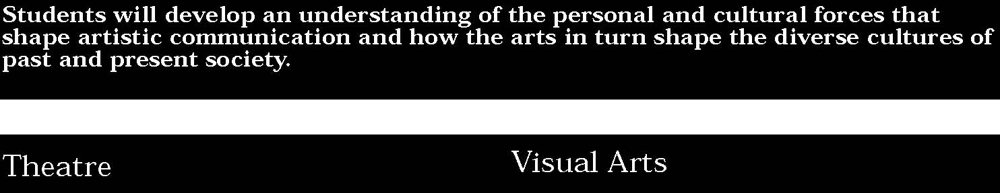 Students will develop an understanding of the personal and cultural forces that
shape artistic communication and how the arts in turn shape the diverse cultures of
past and present society.
Theatre
Visual Arts